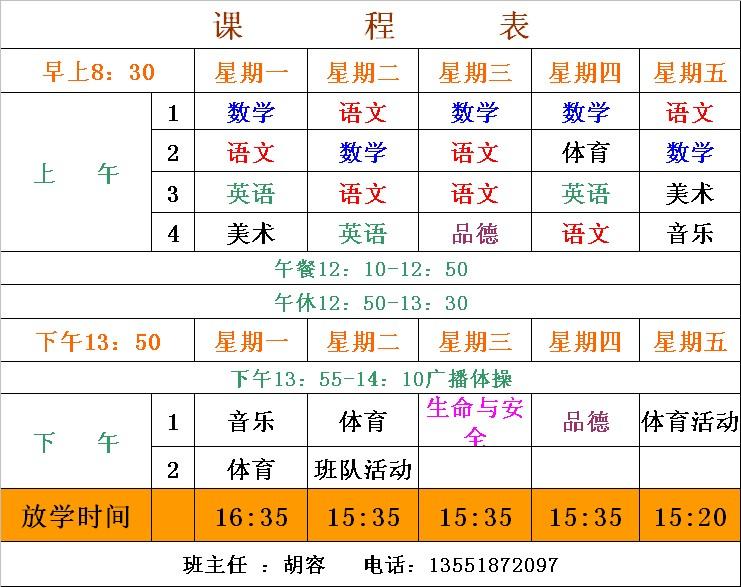 课 程 表
早上8：30 星期一 星期二 星期三 星期四 星期五
上 午
1 数学 语文 数学 数学 语文
2 语文 数学 语文 体育 数学
3 英语 语文 语文 英语 美术
4 美术 英语 品德 语文 音乐
午餐12：10-12：50
午休12：50-13：30
下午13：50 星期一 星期二 星期三 星期四 星期五
下午13：55-14：10广播体操
下 午
1 音乐 体育 生命与安全 品德 体育活动
2 体育 班队活动
放学时间 16:35 15:35 15:35 15:35 15:20
班主任 ：胡容 电话：13551872097